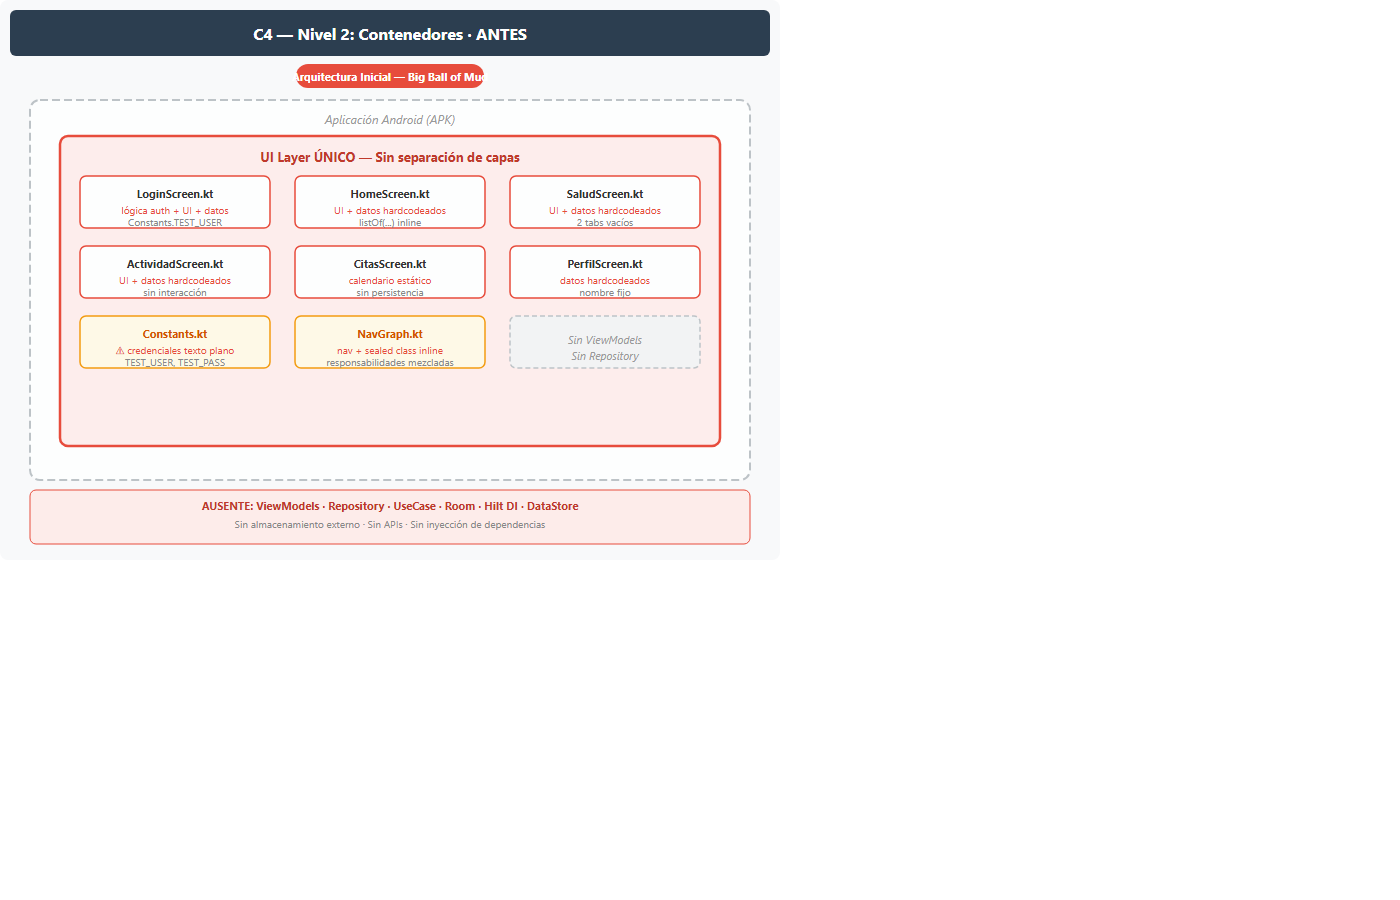 C4 — Nivel 2: Contenedores · ANTES
Arquitectura Inicial — Big Ball of Mud
Aplicación Android (APK)
UI Layer ÚNICO — Sin separación de capas
LoginScreen.kt
lógica auth + UI + datos
Constants.TEST_USER
HomeScreen.kt
UI + datos hardcodeados
listOf(...) inline
SaludScreen.kt
UI + datos hardcodeados
2 tabs vacíos
ActividadScreen.kt
UI + datos hardcodeados
sin interacción
CitasScreen.kt
calendario estático
sin persistencia
PerfilScreen.kt
datos hardcodeados
nombre fijo
Constants.kt
⚠ credenciales texto plano
TEST_USER, TEST_PASS
NavGraph.kt
nav + sealed class inline
responsabilidades mezcladas
Sin ViewModels
Sin Repository
AUSENTE: ViewModels · Repository · UseCase · Room · Hilt DI · DataStore
Sin almacenamiento externo · Sin APIs · Sin inyección de dependencias